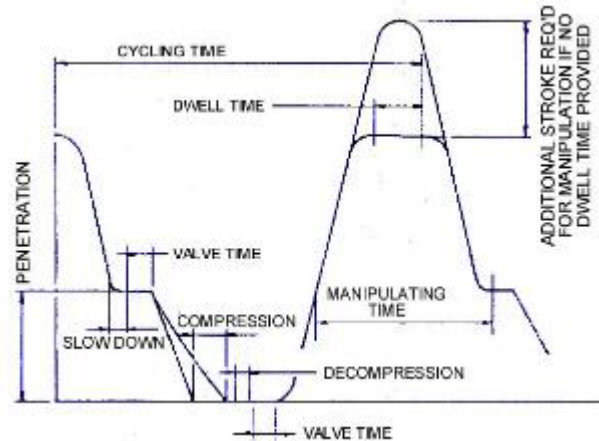 CYCLING TIME
DWELL TIME
ADDITIONAL STROKE REQ'D
FOR MANIPULATION IF NO
DWELL TIME PROVIDED
PENETRATION
VALVE TIME
COMPRESSION
SLOW DOWN
MANIPULATING
TIME
DECOMPRESSION
VALVE TIME